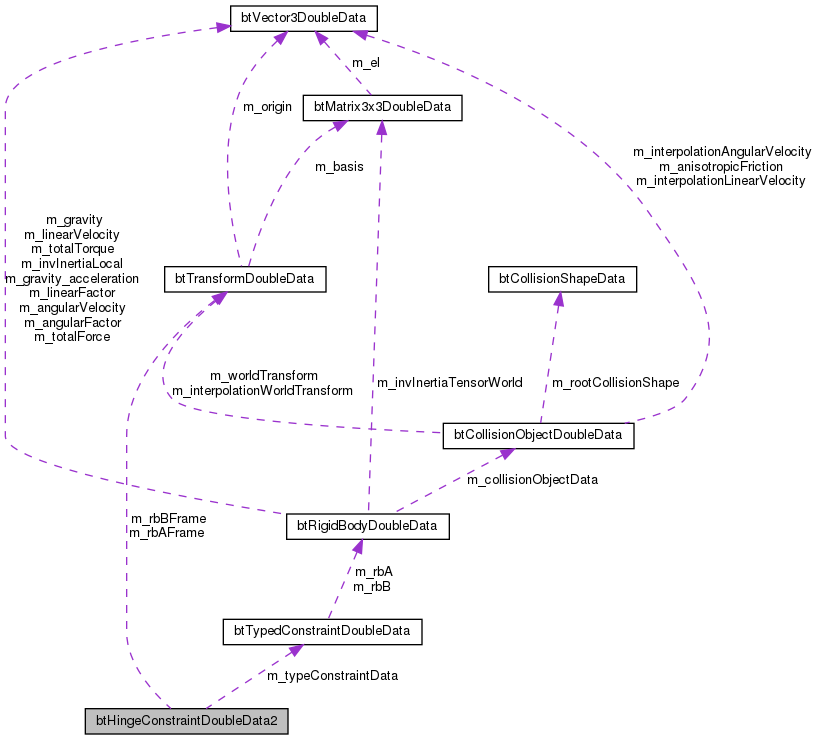 btVector3DoubleData
m_el
btMatrix3x3DoubleData
m_origin
m_interpolationAngularVelocity
m_anisotropicFriction
m_interpolationLinearVelocity
m_basis
m_gravity
m_linearVelocity
m_totalTorque
m_invInertiaLocal
m_gravity_acceleration
m_linearFactor
m_angularVelocity
m_angularFactor
m_totalForce
btTransformDoubleData
btCollisionShapeData
m_worldTransform
m_interpolationWorldTransform
m_invInertiaTensorWorld
m_rootCollisionShape
btCollisionObjectDoubleData
m_collisionObjectData
m_rbBFrame
m_rbAFrame
btRigidBodyDoubleData
m_rbA
m_rbB
btTypedConstraintDoubleData
m_typeConstraintData
btHingeConstraintDoubleData2